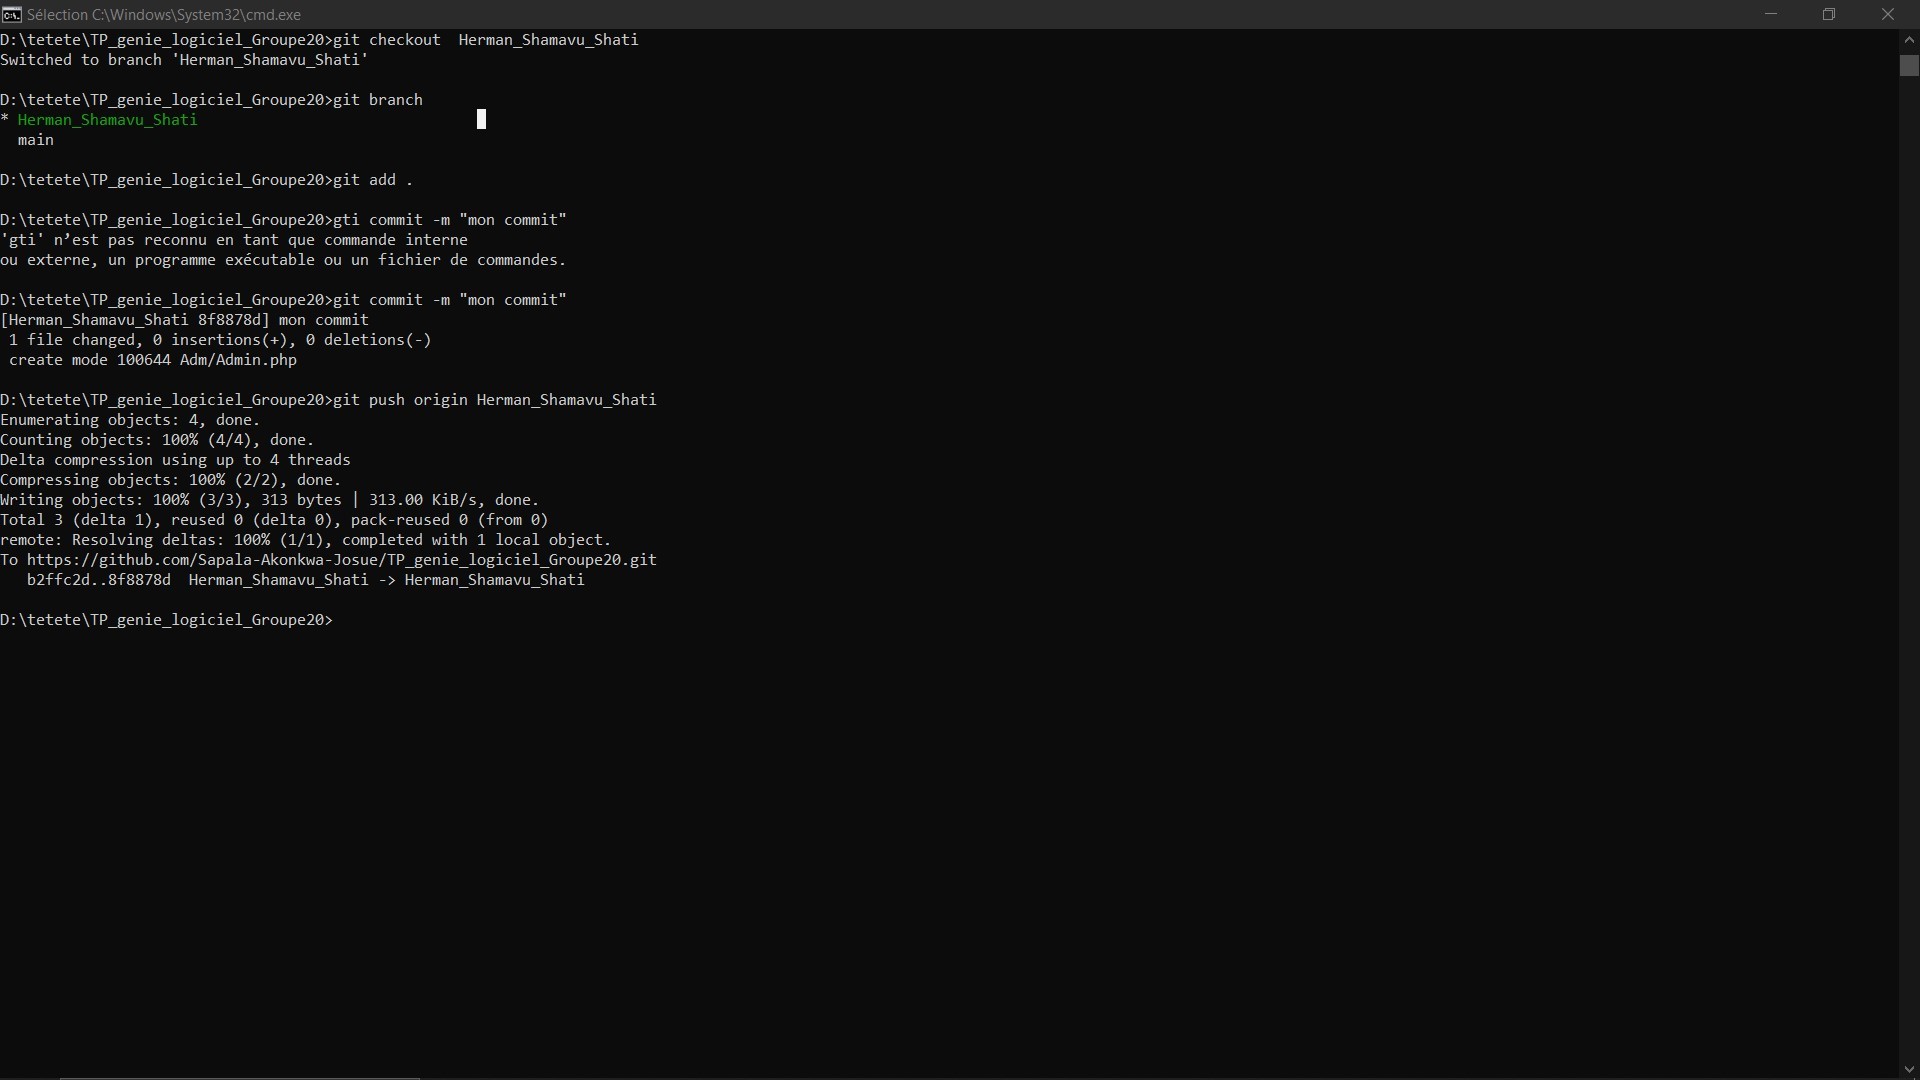 Sélection C:\Windows\System32\cmd.exe
D:\tetete\TP_genie_logiciel_Groupe20>git checkout  Herman_Shamavu_Shati
Switched to branch 'Herman_Shamavu_Shati'
D:\tetete\TP_genie_logiciel_Groupe20>git branch
* Herman_Shamavu_Shati
  main
D:\tetete\TP_genie_logiciel_Groupe20>git add .
D:\tetete\TP_genie_logiciel_Groupe20>gti commit -m "mon commit"
'gti' n’est pas reconnu en tant que commande interne
ou externe, un programme exécutable ou un fichier de commandes.
D:\tetete\TP_genie_logiciel_Groupe20>git commit -m "mon commit"
[Herman_Shamavu_Shati 8f8878d] mon commit
 1 file changed, 0 insertions(+), 0 deletions(-)
 create mode 100644 Adm/Admin.php
D:\tetete\TP_genie_logiciel_Groupe20>git push origin Herman_Shamavu_Shati
Enumerating objects: 4, done.
Counting objects: 100% (4/4), done.
Delta compression using up to 4 threads
Compressing objects: 100% (2/2), done.
Writing objects: 100% (3/3), 313 bytes | 313.00 KiB/s, done.
Total 3 (delta 1), reused 0 (delta 0), pack-reused 0 (from 0)
remote: Resolving deltas: 100% (1/1), completed with 1 local object.
To https://github.com/Sapala-Akonkwa-Josue/TP_genie_logiciel_Groupe20.git
   b2ffc2d..8f8878d  Herman_Shamavu_Shati -> Herman_Shamavu_Shati
D:\tetete\TP_genie_logiciel_Groupe20>